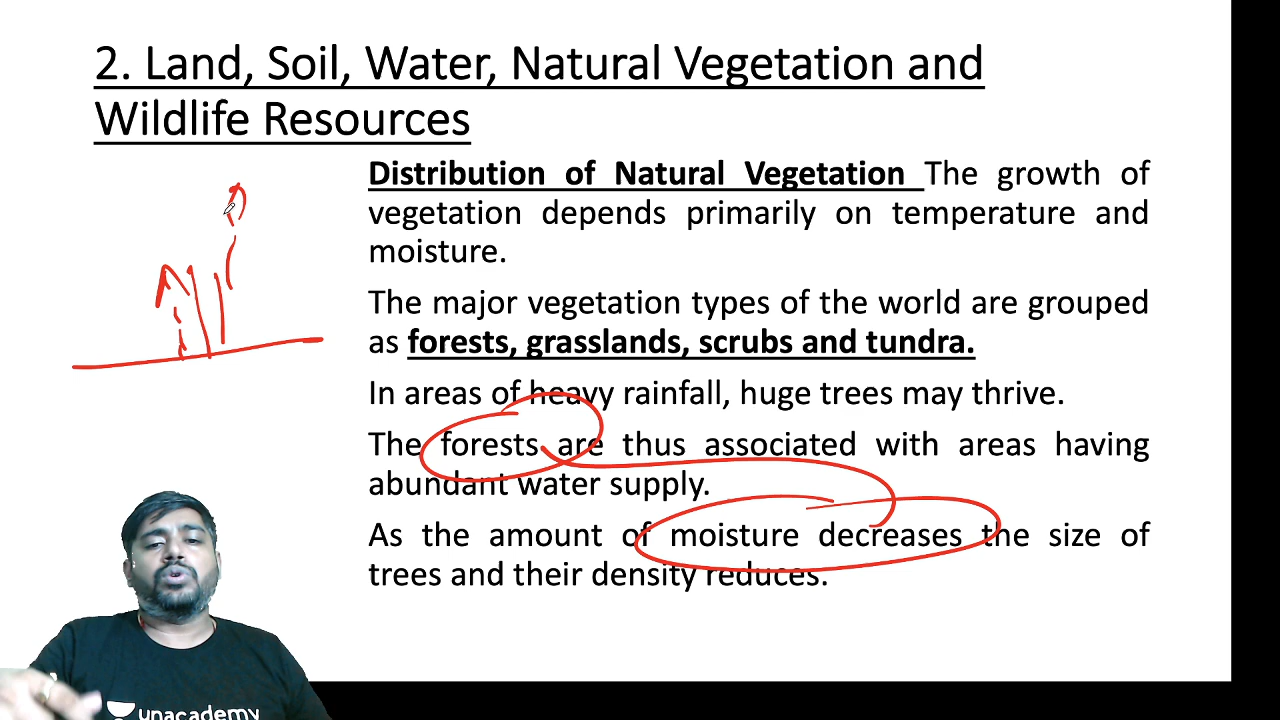 2. Land, Soil, Water, Natural Vegetation and
Wildlife Resources
Distribution of Natural Vegetation The growth of
vegetation depends primarily on temperature and
moisture.
The major vegetation types of the world are grouped
as forests, grasslands, scrubs and tundra.
In areas of heavy rainfall, huge trees may thrive.
The forests are thus associated with areas having
abundant water supply.
As the amount of moisture decreases the size of
trees and their density reduces.
unacademy